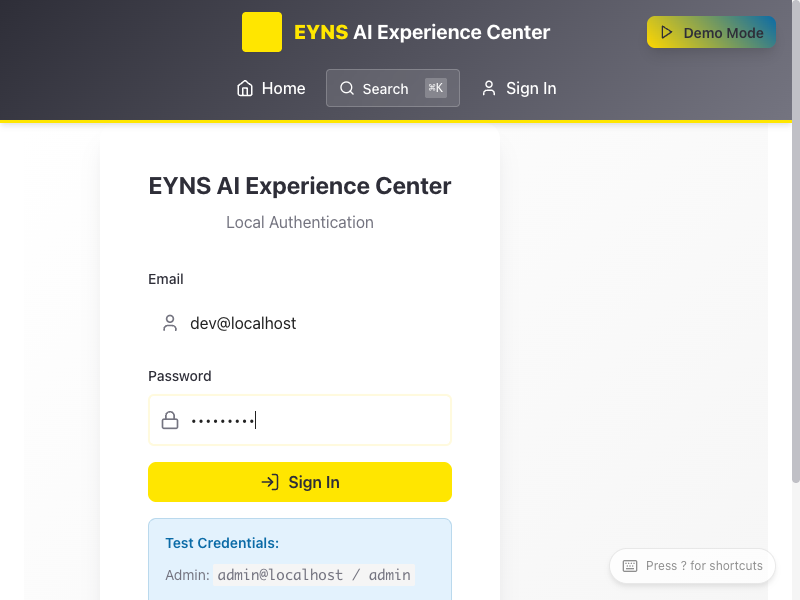 EYNS AI Experience Center
Demo Mode
Home
Search ⌘K
Sign In
EYNS AI Experience Center
Local Authentication
Email
dev@localhost
Password
•••••••••
Sign In
Test Credentials:
Admin: admin@localhost / admin
Press ? for shortcuts